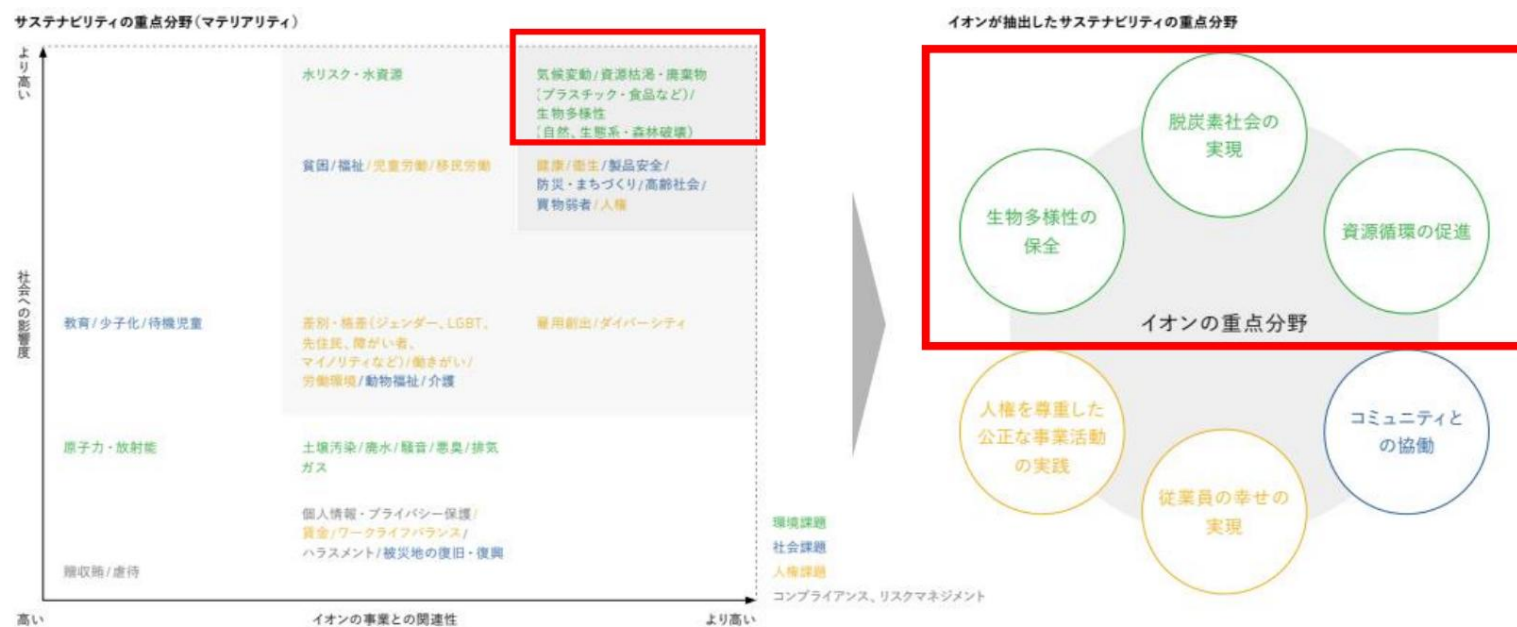 サステナビリティの重点分野(マテリアリティ)
イオンが抽出したサステナビリティの重点分野
より高い
社会への影響度
水リスク・水資源
気候変動/資源枯渇・廃棄物
(プラスチック・食品など)/
生物多様性
(自然、生態系・森林破壊)
貧困/福祉/児童労働/移民労働
健康/衛生/製品安全/
防災・まちづくり/高齢社会/
買物弱者/人権
教育/少子化/待機児童
差別・格差(ジェンダー、LGBT、
先住民、障がい者、
マイノリティなど)/働きがい/
労働環境/動物福祉/介護
雇用創出/ダイバーシティ
原子力・放射能
土壌汚染/廃水/騒音/悪臭/排気
ガス
個人情報・プライバシー保護/
賃金/ワークライフバランス/
ハラスメント/被災地の復旧・復興
贈収賄/虐待
高い
イオンの事業との関連性
より高い
環境課題
社会課題
人権課題
コンプライアンス、リスクマネジメント
脱炭素社会の
実現
生物多様性の
保全
資源循環の促進
イオンの重点分野
人権を尊重した
公正な事業活動
の実践
コミュニティと
の協働
従業員の幸せの
実現